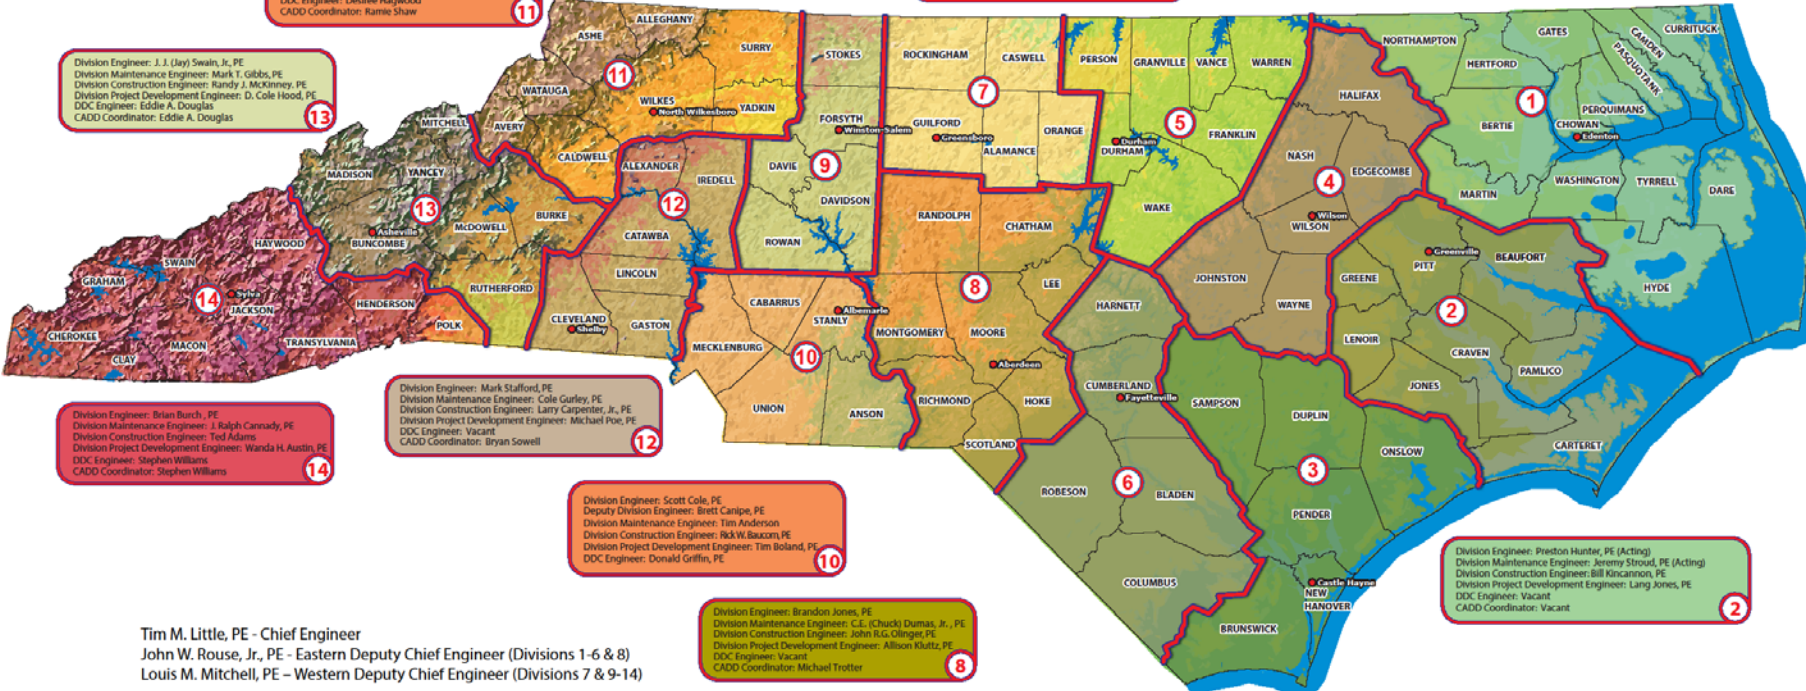 DDC Engineer: Desiree Hagwood
CADD Coordinator: Ramie Shaw
11
Division Engineer: J. J. (Jay) Swain, Jr., PE
Division Maintenance Engineer: Mark T. Gibbs, PE
Division Construction Engineer: Randy J. McKinney. PE
Division Project Development Engineer: D. Cole Hood, PE
DDC Engineer: Eddie A. Douglas
CADD Coordinator: Eddie A. Douglas
13
ALLEGHANY
ASHE
SURRY
11
WATAUGA
WILKES
North Wilkesboro
YADKIN
MITCHELL
AVERY
CALDWELL
STOKES
FORSYTH
Winston-Salem
DAVIE
9
DAVIDSON
ROWAN
ROCKINGHAM
CASWELL
7
GUILFORD
Greensboro
ORANGE
ALAMANCE
PERSON
GRANVILLE
VANCE
WARREN
5
FRANKLIN
Durham
DURHAM
WAKE
HALIFAX
NASH
EDGECOMBE
4
Wilson
WILSON
JOHNSTON
WAYNE
NORTHAMPTON
GATES
HERTFORD
CAMDEN
CURRITUCK
PASQUOTANK
1
PERQUIMANS
BERTIE
CHOWAN
Edenton
MARTIN
WASHINGTON
TYRRELL
DARE
HYDE
MADISON
YANCEY
13
BURKE
McDOWELL
Asheville
BUNCOMBE
RUTHERFORD
POLK
ALEXANDER
IREDELL
12
CATAWBA
LINCOLN
CLEVELAND
Shelby
GASTON
HAYWOOD
SWAIN
GRAHAM
14
Sylva
JACKSON
HENDERSON
CHEROKEE
MACON
TRANSYLVANIA
CLAY
CABARRUS
STANLY
Albemarle
MECKLENBURG
10
UNION
ANSON
RANDOLPH
CHATHAM
8
LEE
MONTGOMERY
MOORE
Aberdeen
RICHMOND
HOKE
SCOTLAND
HARNETT
CUMBERLAND
Fayetteville
6
ROBESON
BLADEN
COLUMBUS
Greenville
PITT
BEAUFORT
GREENE
2
LENOIR
CRAVEN
PAMLICO
JONES
CARTERET
SAMPSON
DUPLIN
ONSLOW
3
PENDER
Castle Hayne
NEW
HANOVER
BRUNSWICK
Division Engineer: Brian Burch , PE
Division Maintenance Engineer: J. Ralph Cannady, PE
Division Construction Engineer: Ted Adams
Division Project Development Engineer: Wanda H. Austin, PE
DDC Engineer: Stephen Williams
CADD Coordinator: Stephen Williams
14
Division Engineer: Mark Stafford, PE
Division Maintenance Engineer: Cole Gurley, PE
Division Construction Engineer: Larry Carpenter, Jr., PE
Division Project Development Engineer: Michael Poe, PE
DDC Engineer: Vacant
CADD Coordinator: Bryan Sowell
12
Division Engineer: Scott Cole, PE
Deputy Division Engineer: Brett Canipe, PE
Division Maintenance Engineer: Tim Anderson
Division Construction Engineer: Rick W. Baucom, PE
Division Project Development Engineer: Tim Boland, PE
DDC Engineer: Donald Griffin, PE
10
Division Engineer: Brandon Jones, PE
Division Maintenance Engineer: C.E. (Chuck) Dumas, Jr. , PE
Division Construction Engineer: John R.G. Olinger, PE
Division Project Development Engineer: Allison Kluttz, PE
DDC Engineer: Vacant
CADD Coordinator: Michael Trotter
8
Division Engineer: Preston Hunter, PE (Acting)
Division Maintenance Engineer: Jeremy Stroud, PE (Acting)
Division Construction Engineer: Bill Kincannon, PE
Division Project Development Engineer: Lang Jones, PE
DDC Engineer: Vacant
CADD Coordinator: Vacant
2
Tim M. Little, PE - Chief Engineer
John W. Rouse, Jr., PE - Eastern Deputy Chief Engineer (Divisions 1-6 & 8)
Louis M. Mitchell, PE – Western Deputy Chief Engineer (Divisions 7 & 9-14)